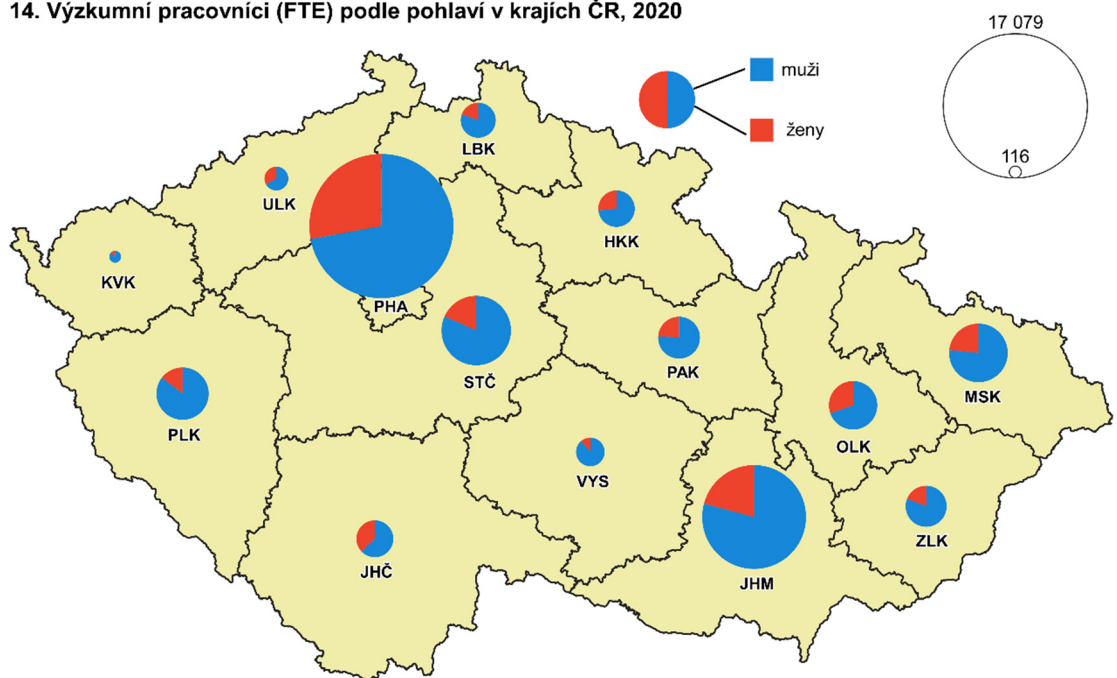 14. Výzkumní pracovníci (FTE) podle pohlaví v krajích ČR, 2020
17 079
muži
ženy
116
LBK
ULK
HKK
KVK
PHA
STČ
PAK
MSK
PLK
OLK
VYS
ZLK
JHČ
JHM